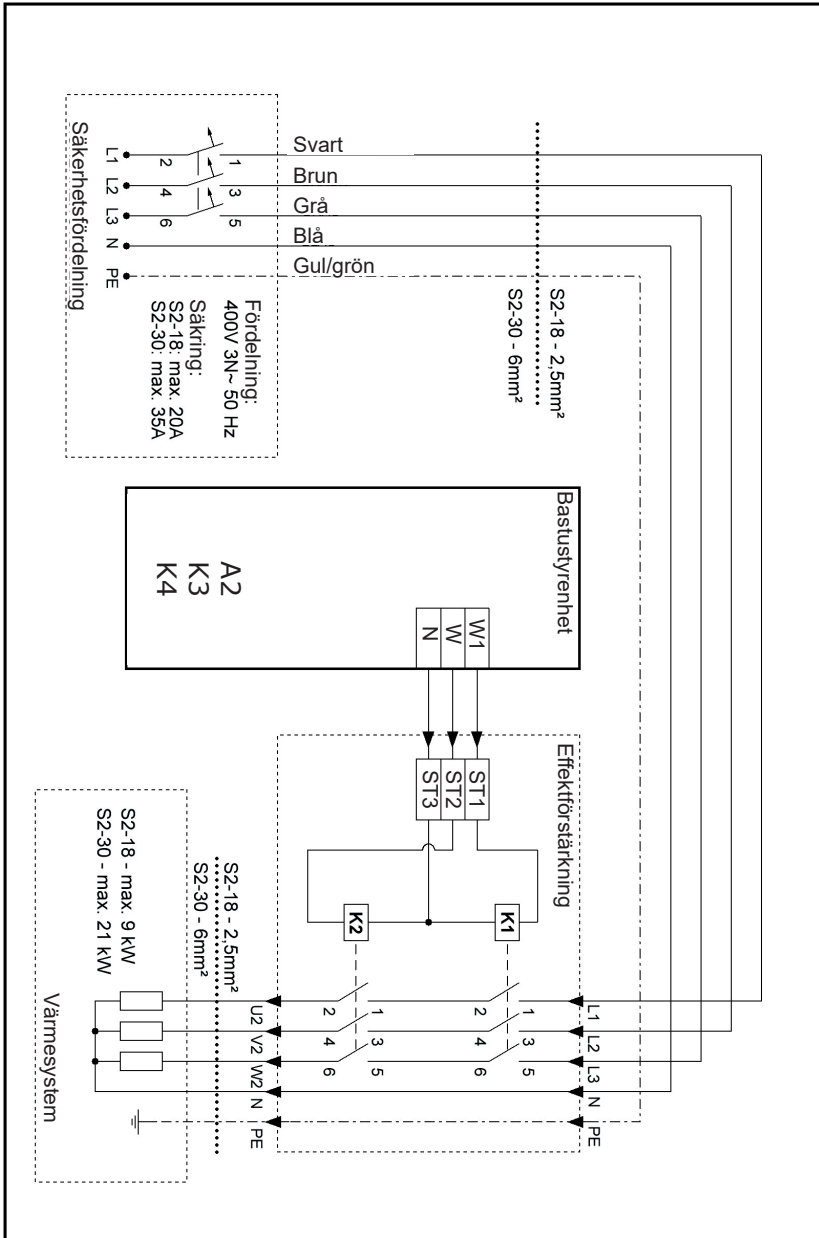 Svart
Brun
Grå
Blå
Gul/grön
Säkerhetsfördelning
L1
L2
L3
N
PE
2
4
6
1
3
5
Fördelning:
400V 3N~ 50 Hz
Säkring:
S2-18: max. 20A
S2-30: max. 35A
S2-18 - 2,5mm²
S2-30 - 6mm²
Bastustyrenhet
A2
K3
K4
W1
W
N
Effektförstärkning
ST1
ST2
ST3
K1
K2
L1
L2
L3
N
PE
1
3
5
2
4
6
1
3
5
2
4
6
U2
V2
W2
N
PE
S2-18 - 2,5mm²
S2-30 - 6mm²
S2-18 - max. 9 kW
S2-30 - max. 21 kW
Värmesystem